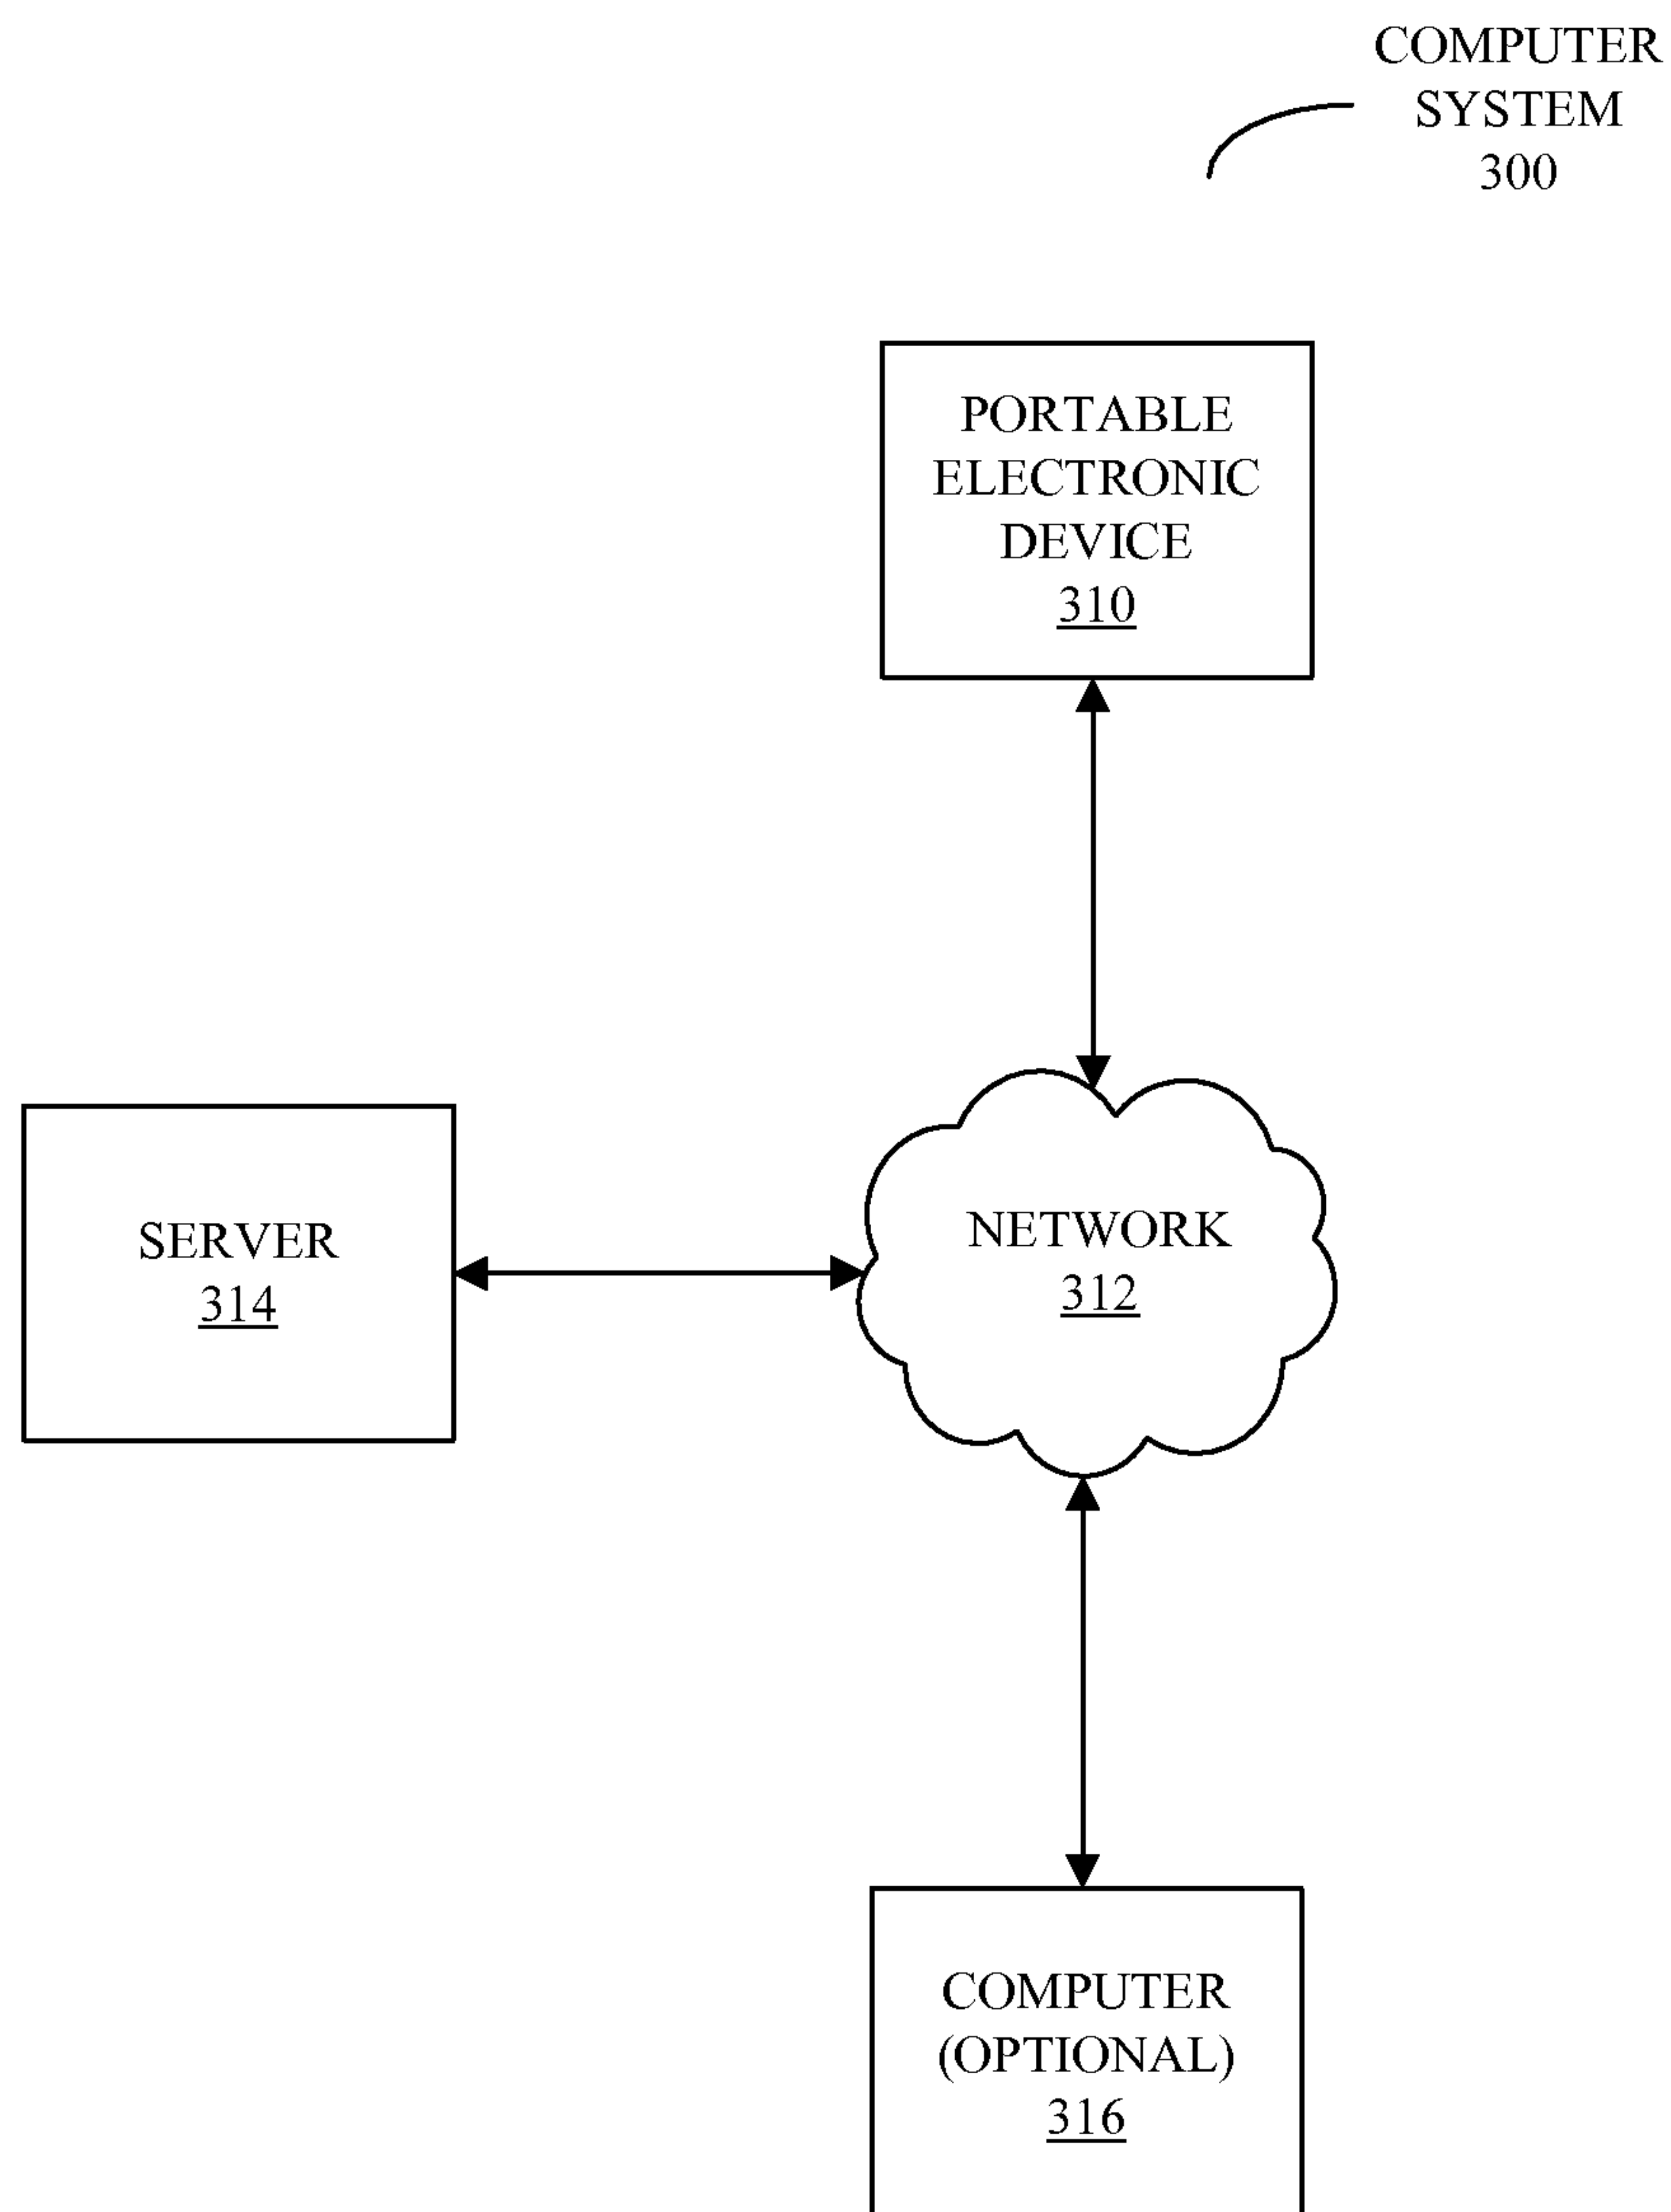 COMPUTER
SYSTEM
300
PORTABLE
ELECTRONIC
DEVICE
310
SERVER
314
NETWORK
312
COMPUTER
(OPTIONAL)
316